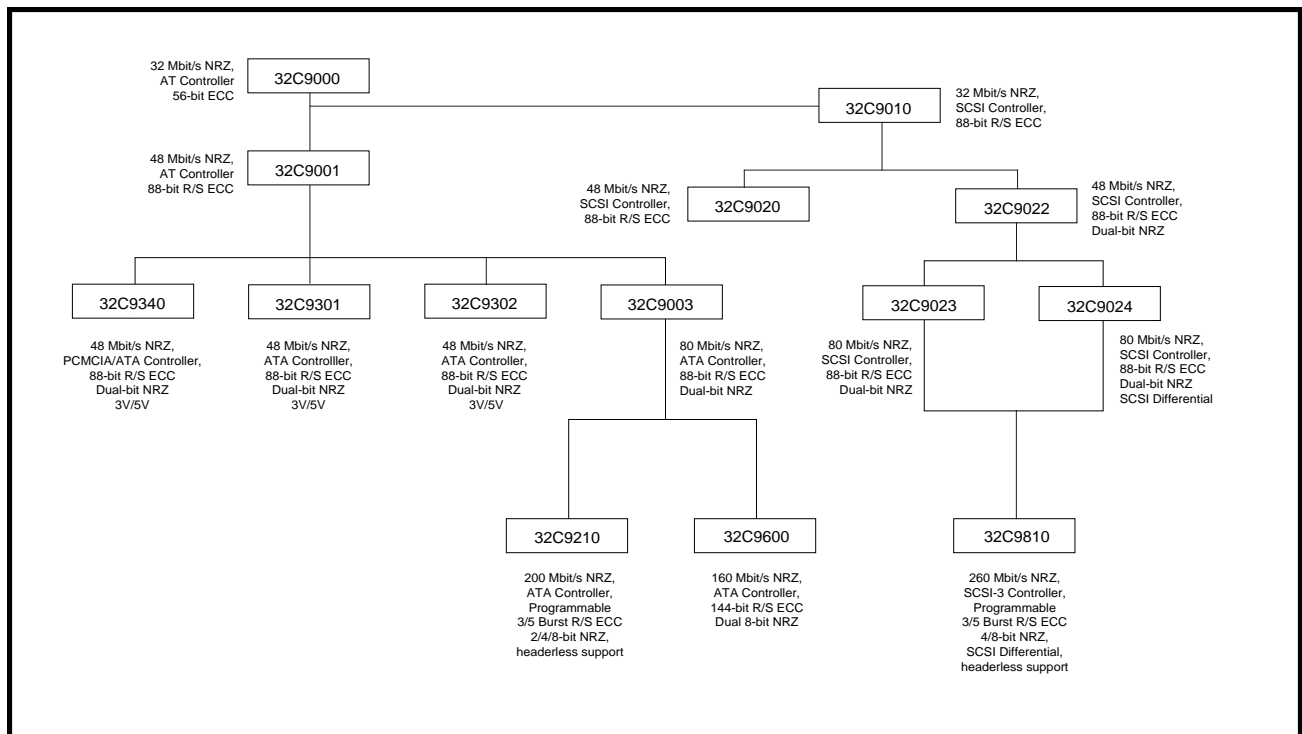 32 Mbit/s NRZ,
AT Controller
56-bit ECC
32C9000
32C9010
32 Mbit/s NRZ,
SCSI Controller,
88-bit R/S ECC
48 Mbit/s NRZ,
AT Controller
88-bit R/S ECC
32C9001
48 Mbit/s NRZ,
SCSI Controller,
88-bit R/S ECC
32C9020
32C9022
48 Mbit/s NRZ,
SCSI Controller,
88-bit R/S ECC
Dual-bit NRZ
32C9340
48 Mbit/s NRZ,
PCMCIA/ATA Controller,
88-bit R/S ECC
Dual-bit NRZ
3V/5V
32C9301
48 Mbit/s NRZ,
ATA Controlller,
88-bit R/S ECC
Dual-bit NRZ
3V/5V
32C9302
48 Mbit/s NRZ,
ATA Controlller,
88-bit R/S ECC
Dual-bit NRZ
3V/5V
32C9003
80 Mbit/s NRZ,
ATA Controller,
88-bit R/S ECC
Dual-bit NRZ
32C9023
80 Mbit/s NRZ,
SCSI Controller,
88-bit R/S ECC
Dual-bit NRZ
32C9024
80 Mbit/s NRZ,
SCSI Controller,
88-bit R/S ECC
Dual-bit NRZ
SCSI Differential
32C9210
200 Mbit/s NRZ,
ATA Controller,
Programmable
3/5 Burst R/S ECC
2/4/8-bit NRZ,
headerless support
32C9600
160 Mbit/s NRZ,
ATA Controller,
144-bit R/S ECC
Dual 8-bit NRZ
32C9810
260 Mbit/s NRZ,
SCSI-3 Controller,
Programmable
3/5 Burst R/S ECC
4/8-bit NRZ,
SCSI Differential,
headerless support